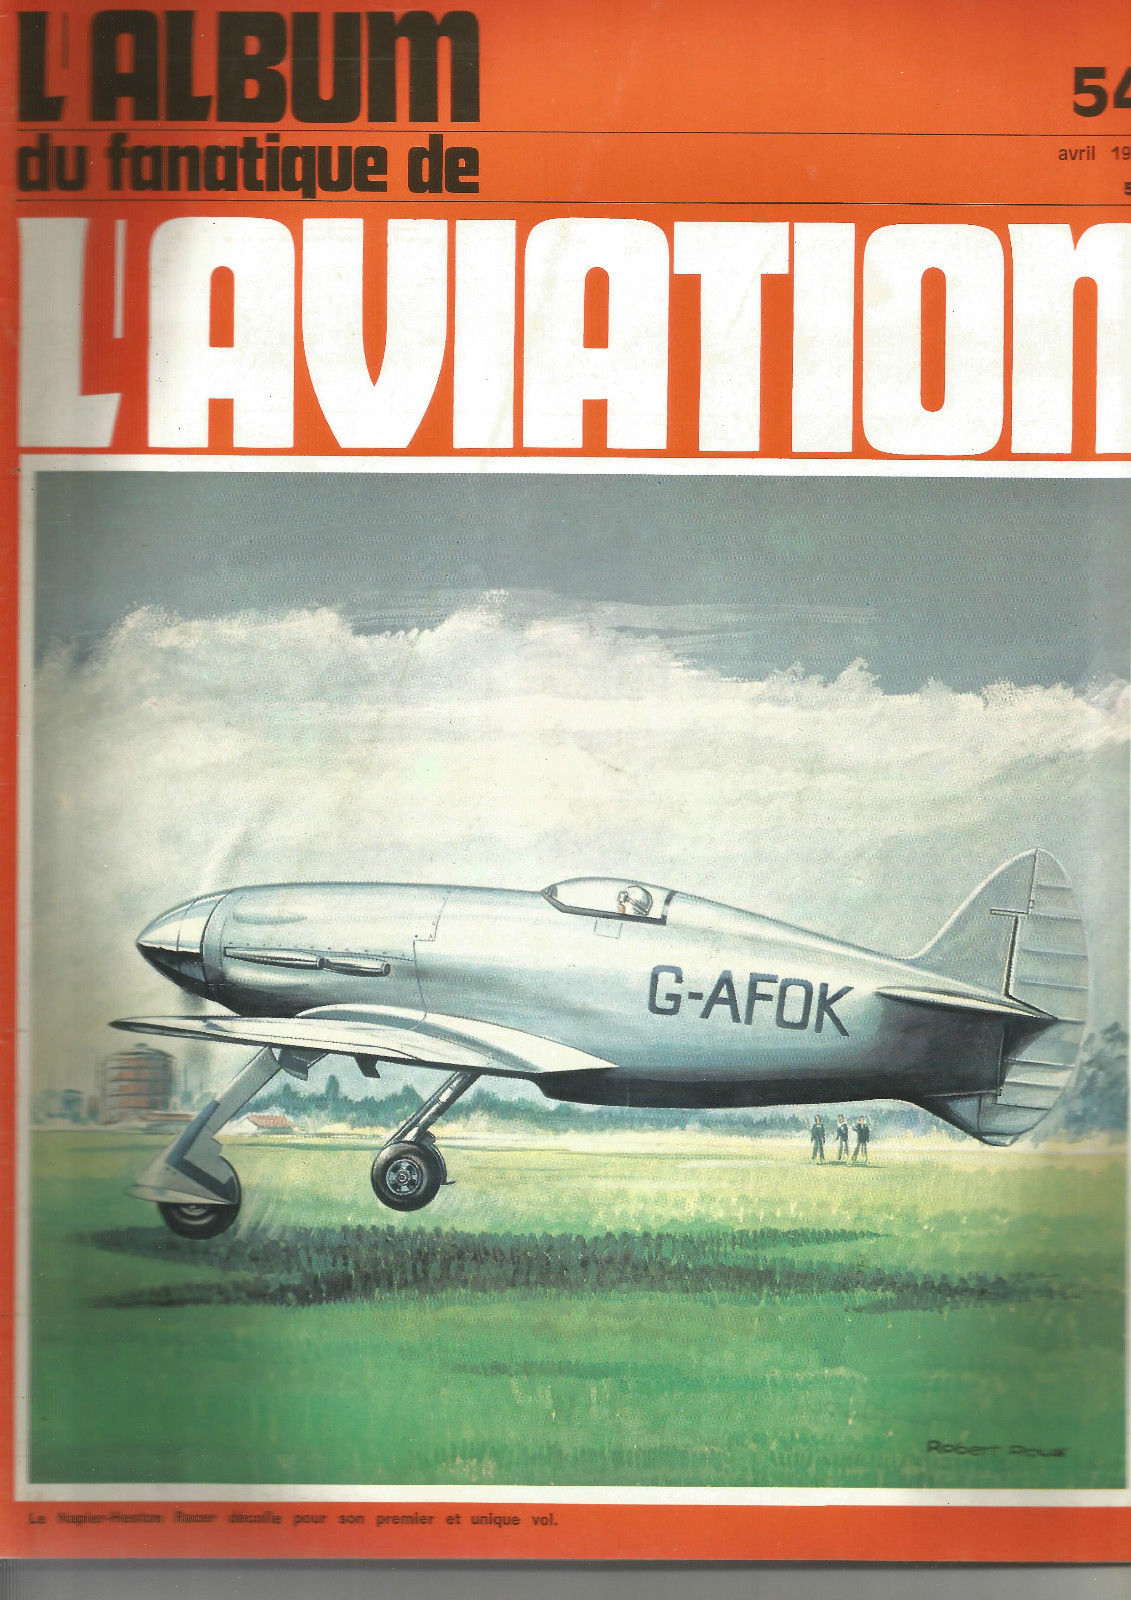 L'ALBUM
54
du fanatique de
avril 19
5
L'AVIATION
G-AFOK
Robert Roux
Le Napier-Heston Racer décolle pour son premier et unique vol.